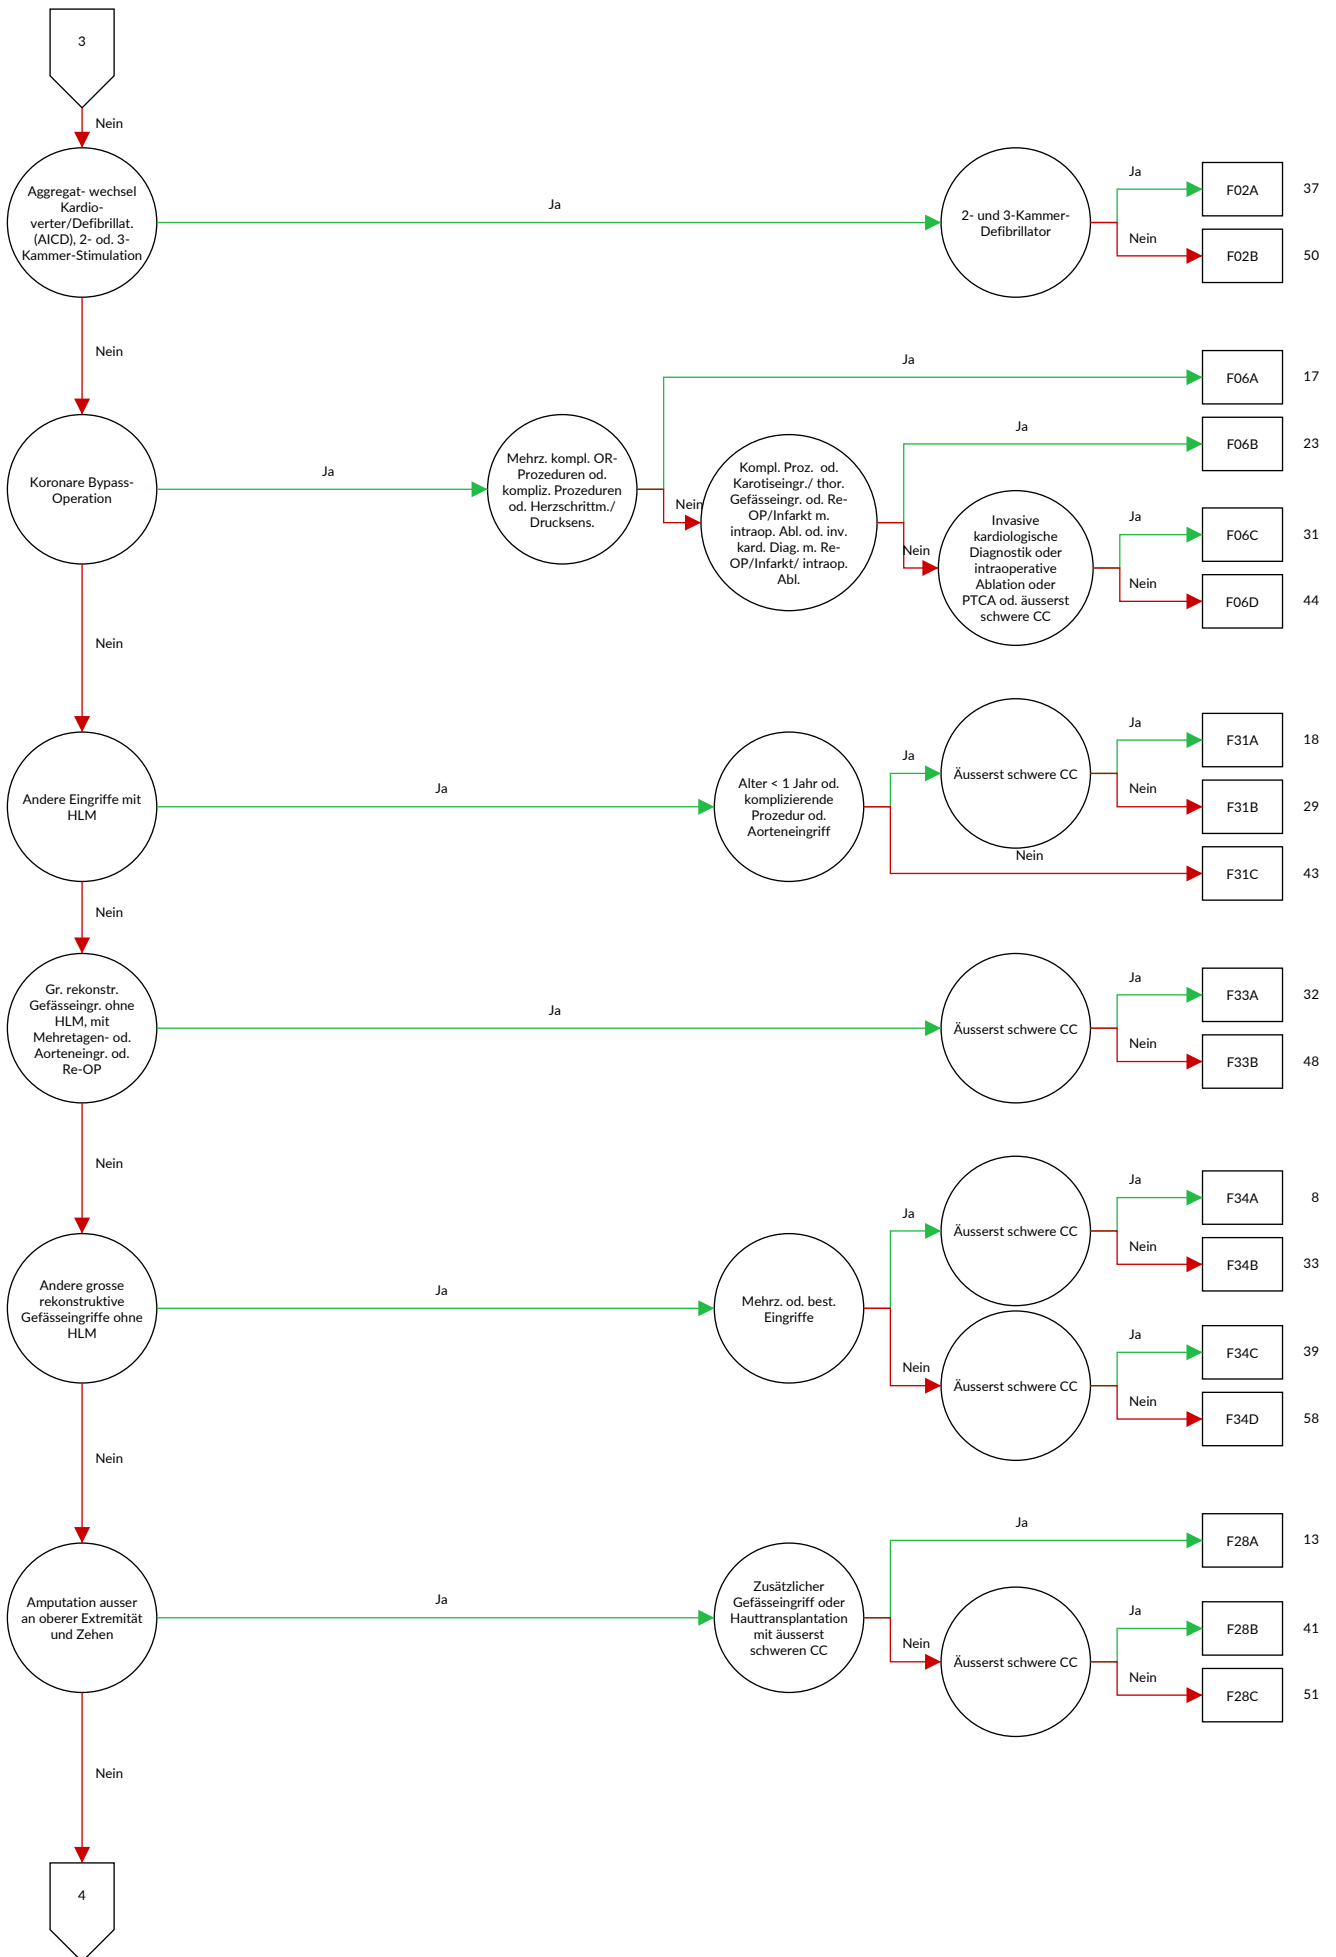 3
Nein
Aggregat- wechsel
Kardio-
verter/Defibrillat.
(AICD), 2- od. 3-
Kammer-Stimulation
Ja
2- und 3-Kammer-
Defibrillator
Ja
F02A
37
Nein
F02B
50
Nein
Koronare Bypass-
Operation
Ja
Mehrz. kompl. OR-
Prozeduren od.
kompliz. Prozeduren
od. Herzschrittm./
Drucksens.
Ja
F06A
17
Nein
Kompl. Proz. od.
Karotiseingr./ thor.
Gefässeingr. od. Re-
OP/Infarkt m.
intraop. Abl. od. inv.
kard. Diag. m. Re-
OP/Infarkt/ intraop.
Abl.
Ja
F06B
23
Nein
Invasive
kardiologische
Diagnostik oder
intraoperative
Ablation oder
PTCA od. äusserst
schwere CC
Ja
F06C
31
Nein
F06D
44
Nein
Andere Eingriffe mit
HLM
Ja
Alter < 1 Jahr od.
komplizierende
Prozedur od.
Aorteneingriff
Ja
Äusserst schwere CC
Ja
F31A
18
Nein
F31B
29
Nein
F31C
43
Nein
Gr. rekonstr.
Gefässeingr. ohne
HLM, mit
Mehretagen- od.
Aorteneingr. od.
Re-OP
Ja
Äusserst schwere CC
Ja
F33A
32
Nein
F33B
48
Nein
Andere grosse
rekonstruktive
Gefässeingriffe ohne
HLM
Ja
Mehrz. od. best.
Eingriffe
Ja
Äusserst schwere CC
Ja
F34A
8
Nein
F34B
33
Nein
Äusserst schwere CC
Ja
F34C
39
Nein
F34D
58
Nein
Amputation ausser
an oberer Extremität
und Zehen
Ja
Zusätzlicher
Gefässeingriff oder
Hauttransplantation
mit äusserst
schweren CC
Ja
F28A
13
Nein
Äusserst schwere CC
Ja
F28B
41
Nein
F28C
51
Nein
4